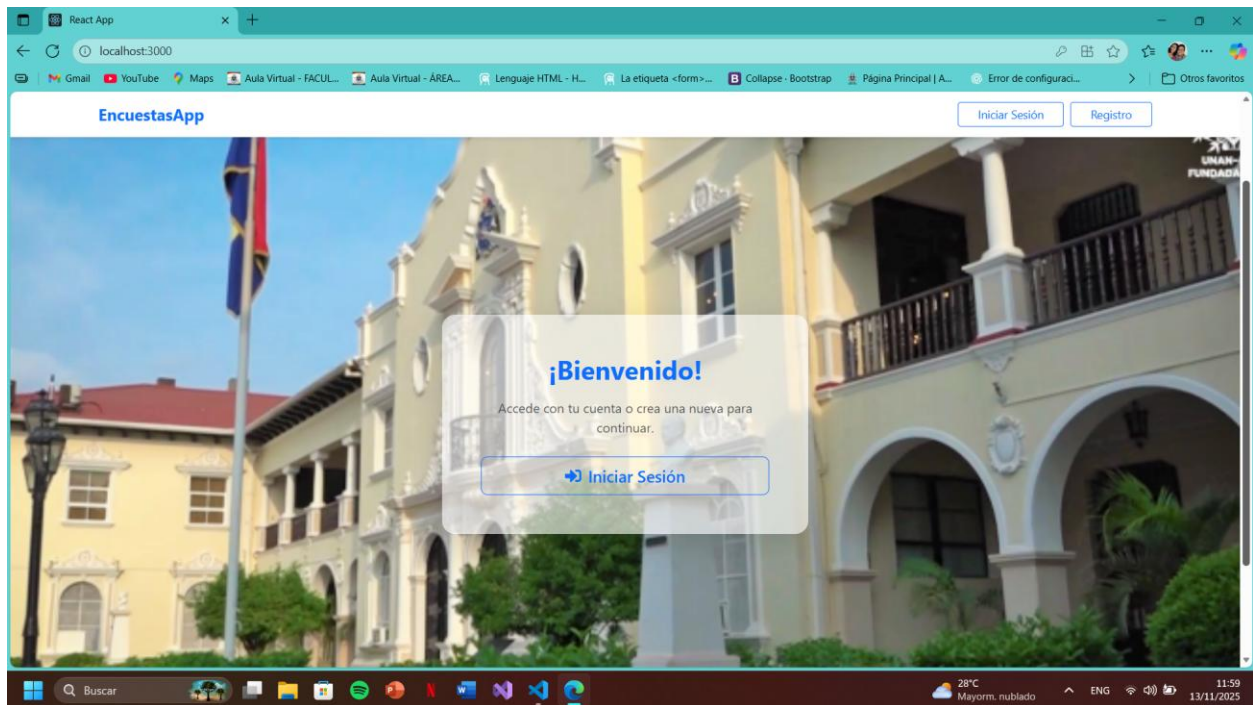 React App
localhost:3000
Gmail YouTube Maps Aula Virtual - FACUL... Aula Virtual - ÁREA... Lenguaje HTML - H... La etiqueta <form>... Collapse · Bootstrap Página Principal | A... Error de configuraci... Otros favoritos
EncuestasApp Iniciar Sesión Registro
UNAN-
FUNDADA
¡Bienvenido!
Accede con tu cuenta o crea una nueva para
continuar.
Iniciar Sesión
Buscar
28°C
Mayorm. nublado
ENG
11:59
13/11/2025